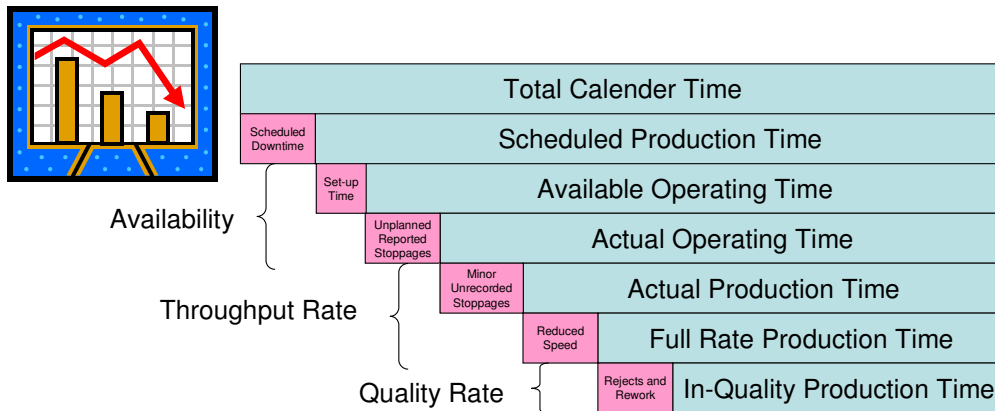 Total Calender Time
Scheduled
Downtime
Scheduled Production Time
Set-up
Time
Available Operating Time
Availability
Unplanned
Reported
Stoppages
Actual Operating Time
Throughput Rate
Minor
Unrecorded
Stoppages
Actual Production Time
Reduced
Speed
Full Rate Production Time
Quality Rate
Rejects and
Rework
In-Quality Production Time